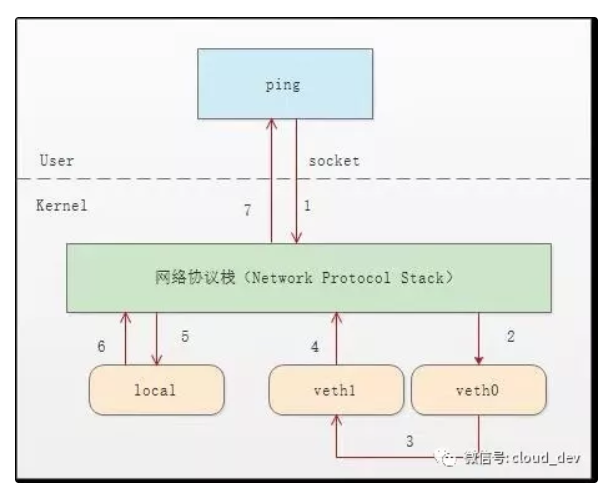 ping
User
socket
Kernel
7
1
网络协议栈（Network Protocol Stack）
6
5
4
2
local
veth1
veth0
3
微信号: cloud_dev